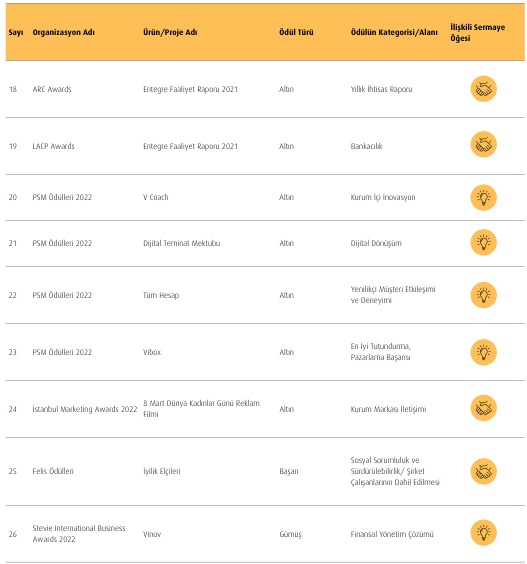 Sayı Organizasyon Adı Ürün/Proje Adı Ödül Türü Ödülün Kategorisi/Alanı İlişkili Sermaye
Öğesi
18 ARC Awards Entegre Faaliyet Raporu 2021 Altın Yıllık İhtisas Raporu
19 LACP Awards Entegre Faaliyet Raporu 2021 Altın Bankacılık
20 PSM Ödülleri 2022 V Coach Altın Kurum İçi İnovasyon
21 PSM Ödülleri 2022 Dijital Teminat Mektubu Altın Dijital Dönüşüm
22 PSM Ödülleri 2022 Tüm Hesap Altın Yenilikçi Müşteri Etkileşimi
ve Deneyimi
23 PSM Ödülleri 2022 Vibox Altın En İyi Tutundurma,
Pazarlama Başarısı
24 İstanbul Marketing Awards 2022 8 Mart Dünya Kadınlar Günü Reklam
Filmi Altın Kurum Markası İletişimi
25 Felis Ödülleri İyilik Elçileri Başarı Sosyal Sorumluluk ve
Sürdürülebilirlik/ Şirket
Çalışanlarının Dahil Edilmesi
26 Stevie International Business
Awards 2022 Vinov Gümüş Finansal Yönetim Çözümü